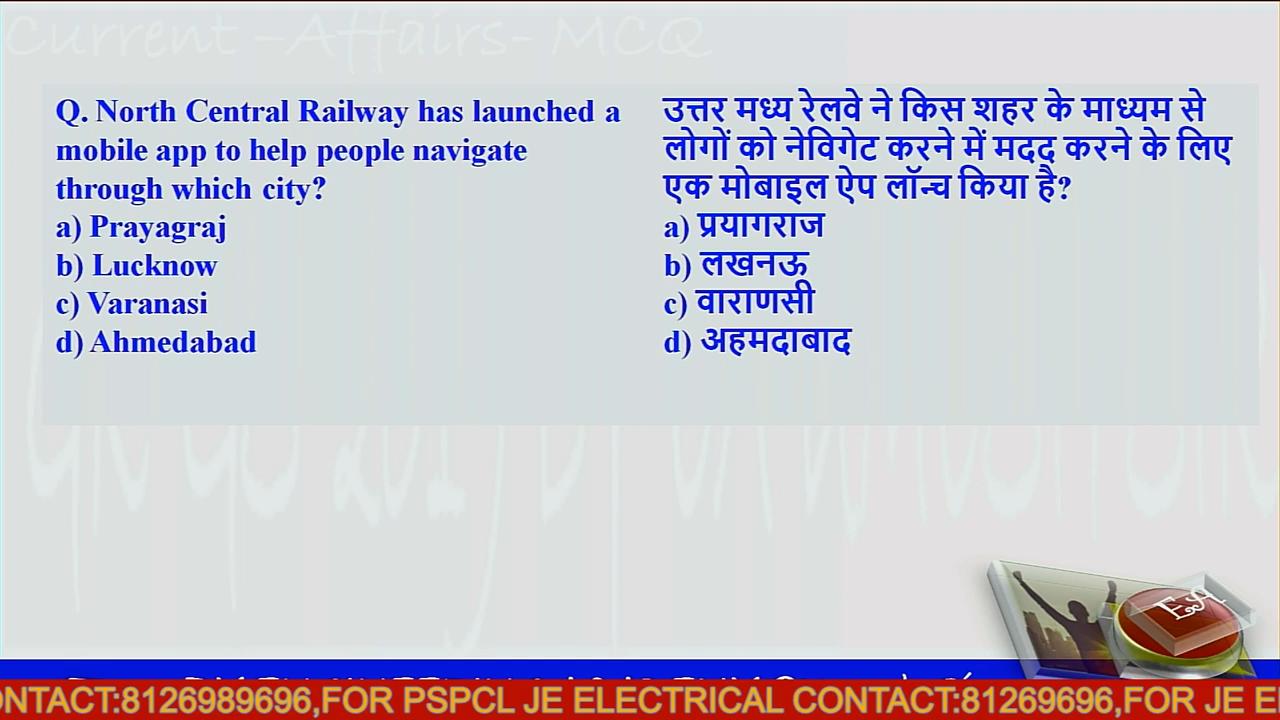 Current -Affairs- MCQ
Q. North Central Railway has launched a
mobile app to help people navigate
through which city?
a) Prayagraj
b) Lucknow
c) Varanasi
d) Ahmedabad
उत्तर मध्य रेलवे ने किस शहर के माध्यम से
लोगों को नेविगेट करने में मदद करने के लिए
एक मोबाइल ऐप लॉन्च किया है?
a) प्रयागराज
b) लखनऊ
c) वाराणसी
d) अहमदाबाद
EA
ONTACT:8126989696,FOR PSPCL JE ELECTRICAL CONTACT:81269696,FOR JE E